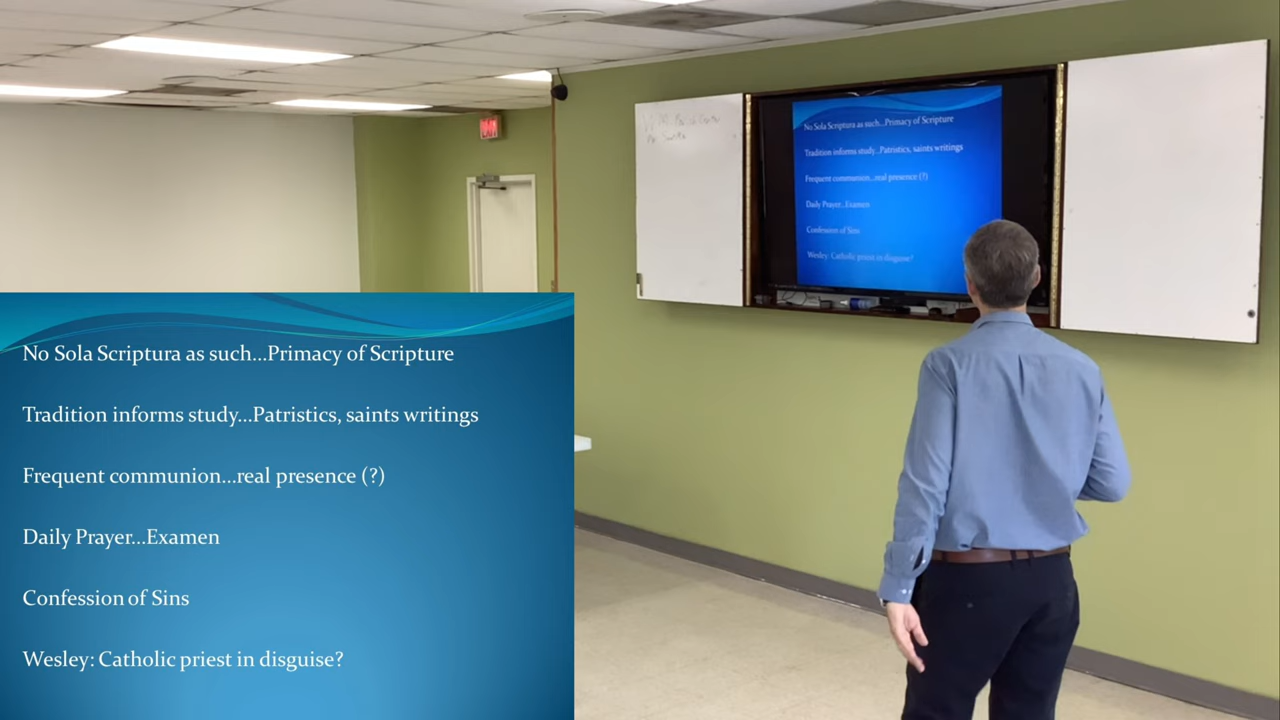 No Sola Scriptura as such...Primacy of Scripture
Tradition informs study...Patristics, saints writings
Frequent communion...real presence (?)
Daily Prayer...Examen
Confession of Sins
Wesley: Catholic priest in disguise?
No Sola Scriptura as such...Primacy of Scripture
Tradition informs study...Patristics, saints writings
Frequent communion...real presence (?)
Daily Prayer...Examen
Confession of Sins
Wesley: Catholic priest in disguise?